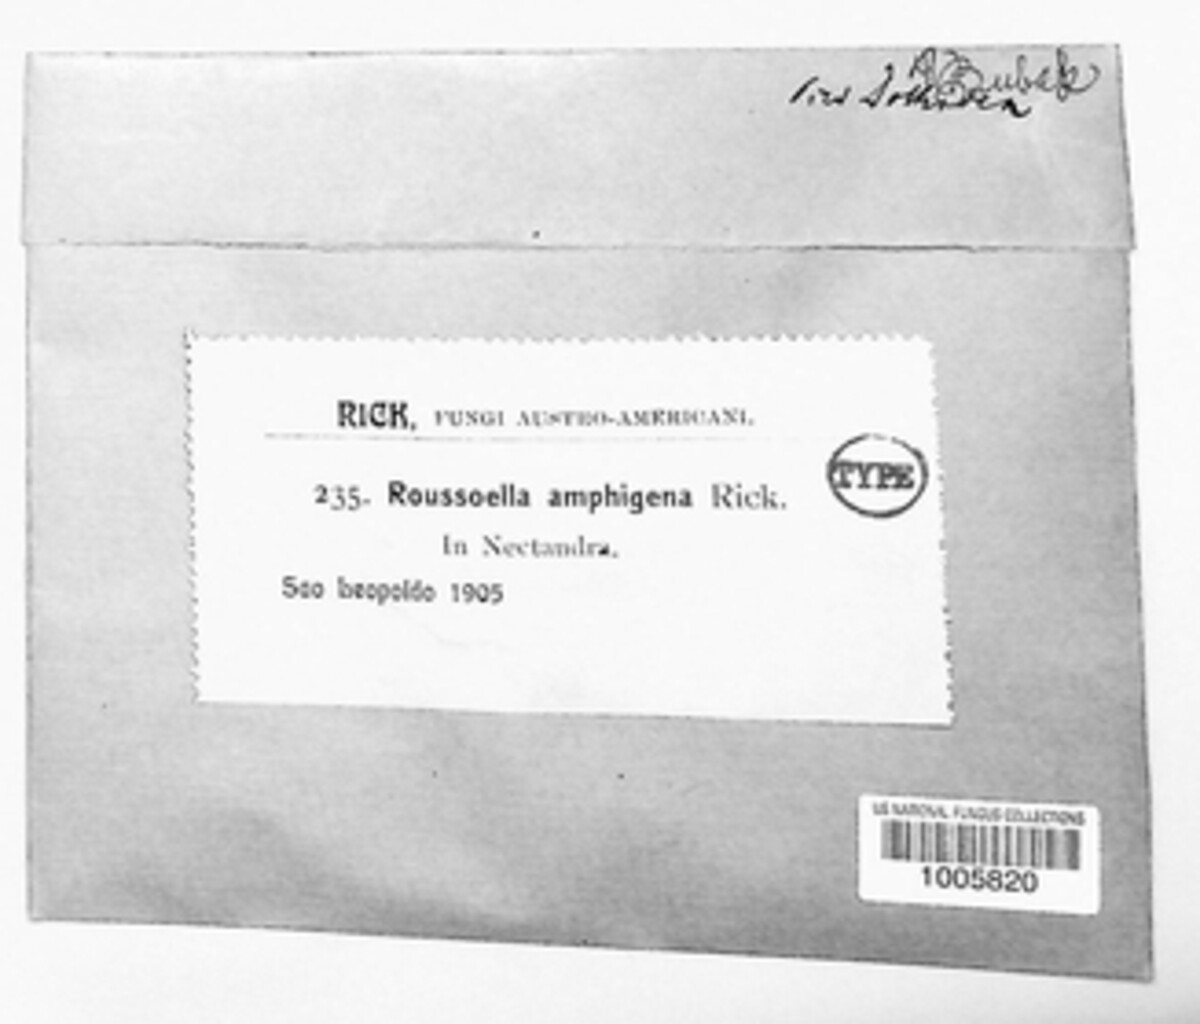 Bubak
RICK, FUNGI AUSTRO-AMERICANI.
TYPE
235. Roussoella amphigena Rick.
In Nectandra.
Sao Leopoldo 1905
US NATIONAL FUNGUS COLLECTIONS
1005820